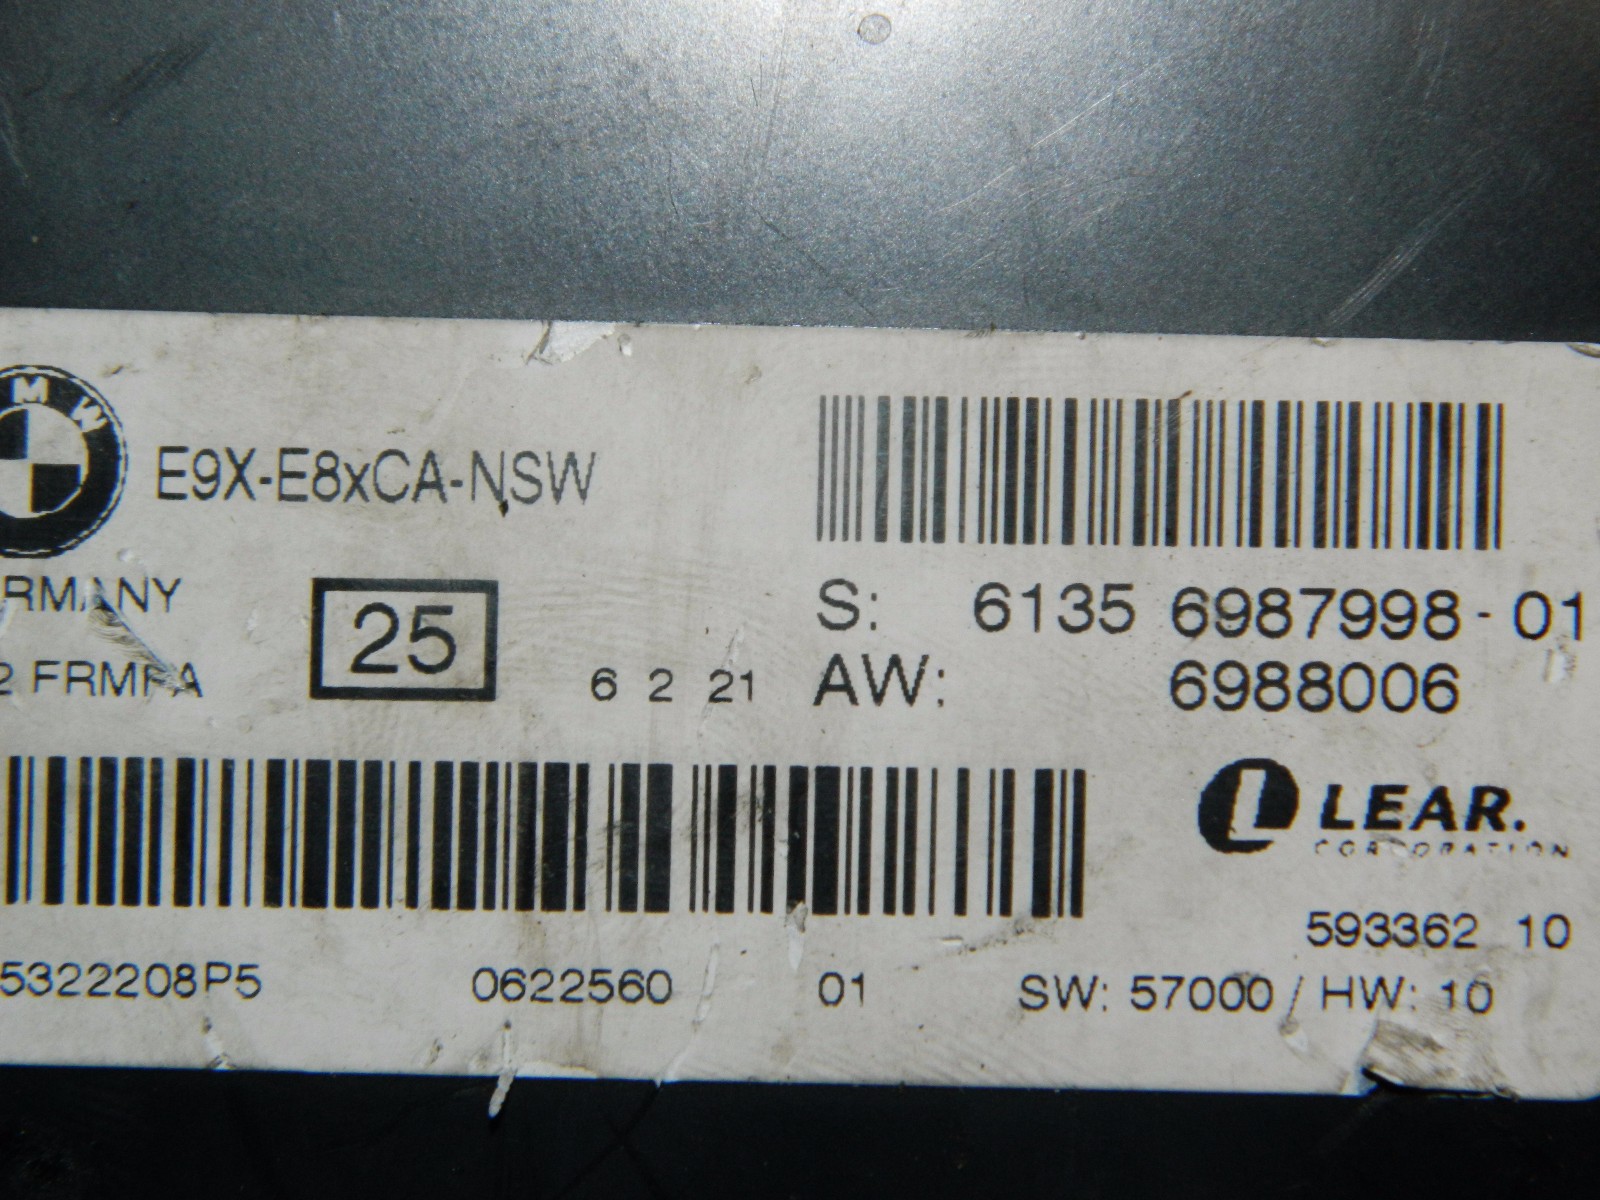 M W
E9X-E8xCA-NSW
RMANY
25
S: 6135 6987998-01
2 FRMFA
6 2 21
AW: 6988006
LEAR.
CORPORATION
593362 10
5322208P5 0622560 01 SW: 57000 / HW: 10